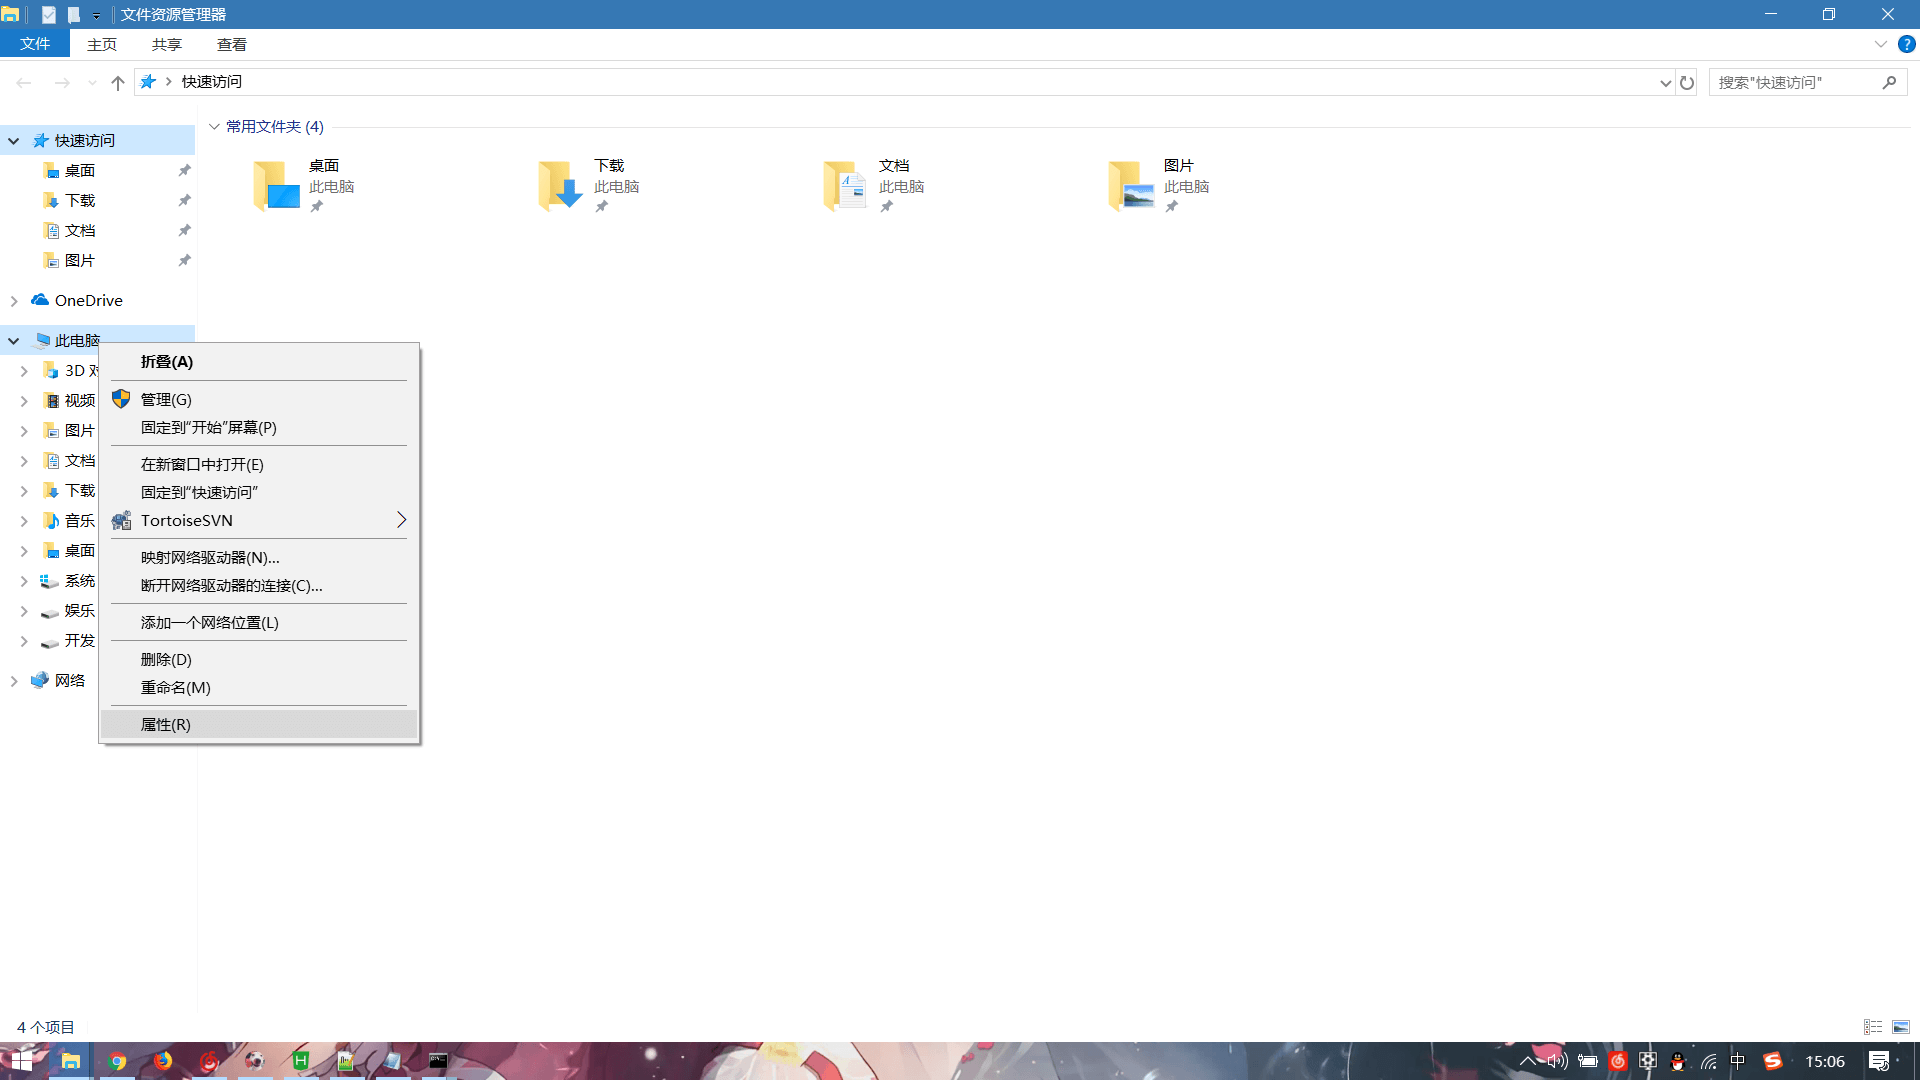 文件资源管理器
文件 主页 共享 查看
快速访问
搜索"快速访问"
快速访问
桌面
下载
文档
图片
OneDrive
此电脑
3D 对
视频
图片
文档
下载
音乐
桌面
系统
娱乐
开发
网络
常用文件夹 (4)
桌面
此电脑
下载
此电脑
文档
此电脑
图片
此电脑
折叠(A)
管理(G)
固定到“开始”屏幕(P)
在新窗口中打开(E)
固定到“快速访问”
TortoiseSVN
映射网络驱动器(N)...
断开网络驱动器的连接(C)...
添加一个网络位置(L)
删除(D)
重命名(M)
属性(R)
4 个项目
中
15:06